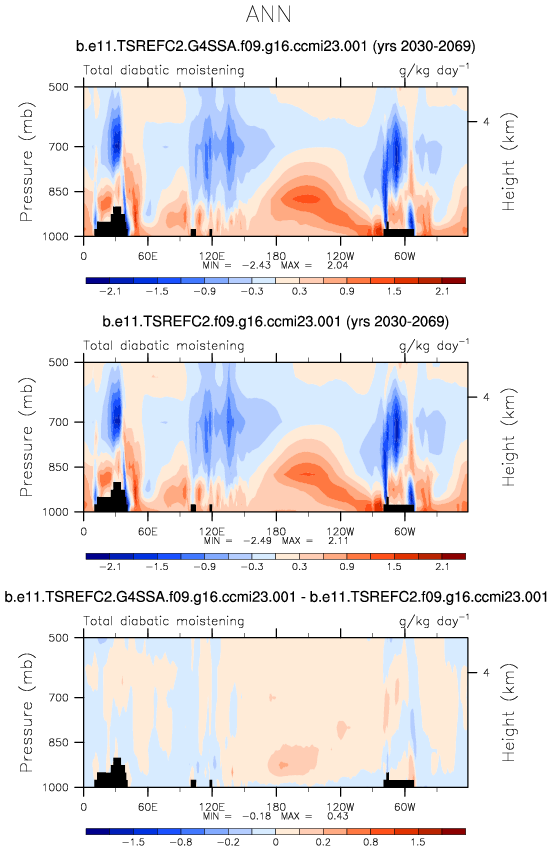 ANN
b.e11.TSREFC2.G4SSA.f09.g16.ccmi23.001 (yrs 2030-2069)
Total diabatic moistening g/kg day⁻¹
500
700
850
1000
Pressure (mb)
4
Height (km)
0 60E 120E 180 120W 60W
MIN = -2.43 MAX = 2.04
-2.1 -1.5 -0.9 -0.3 0.3 0.9 1.5 2.1
b.e11.TSREFC2.f09.g16.ccmi23.001 (yrs 2030-2069)
Total diabatic moistening g/kg day⁻¹
500
700
850
1000
Pressure (mb)
4
Height (km)
0 60E 120E 180 120W 60W
MIN = -2.49 MAX = 2.11
-2.1 -1.5 -0.9 -0.3 0.3 0.9 1.5 2.1
b.e11.TSREFC2.G4SSA.f09.g16.ccmi23.001 - b.e11.TSREFC2.f09.g16.ccmi23.001
Total diabatic moistening g/kg day⁻¹
500
700
850
1000
Pressure (mb)
4
Height (km)
0 60E 120E 180 120W 60W
MIN = -0.18 MAX = 0.43
-1.5 -0.8 -0.2 0 0.2 0.8 1.5